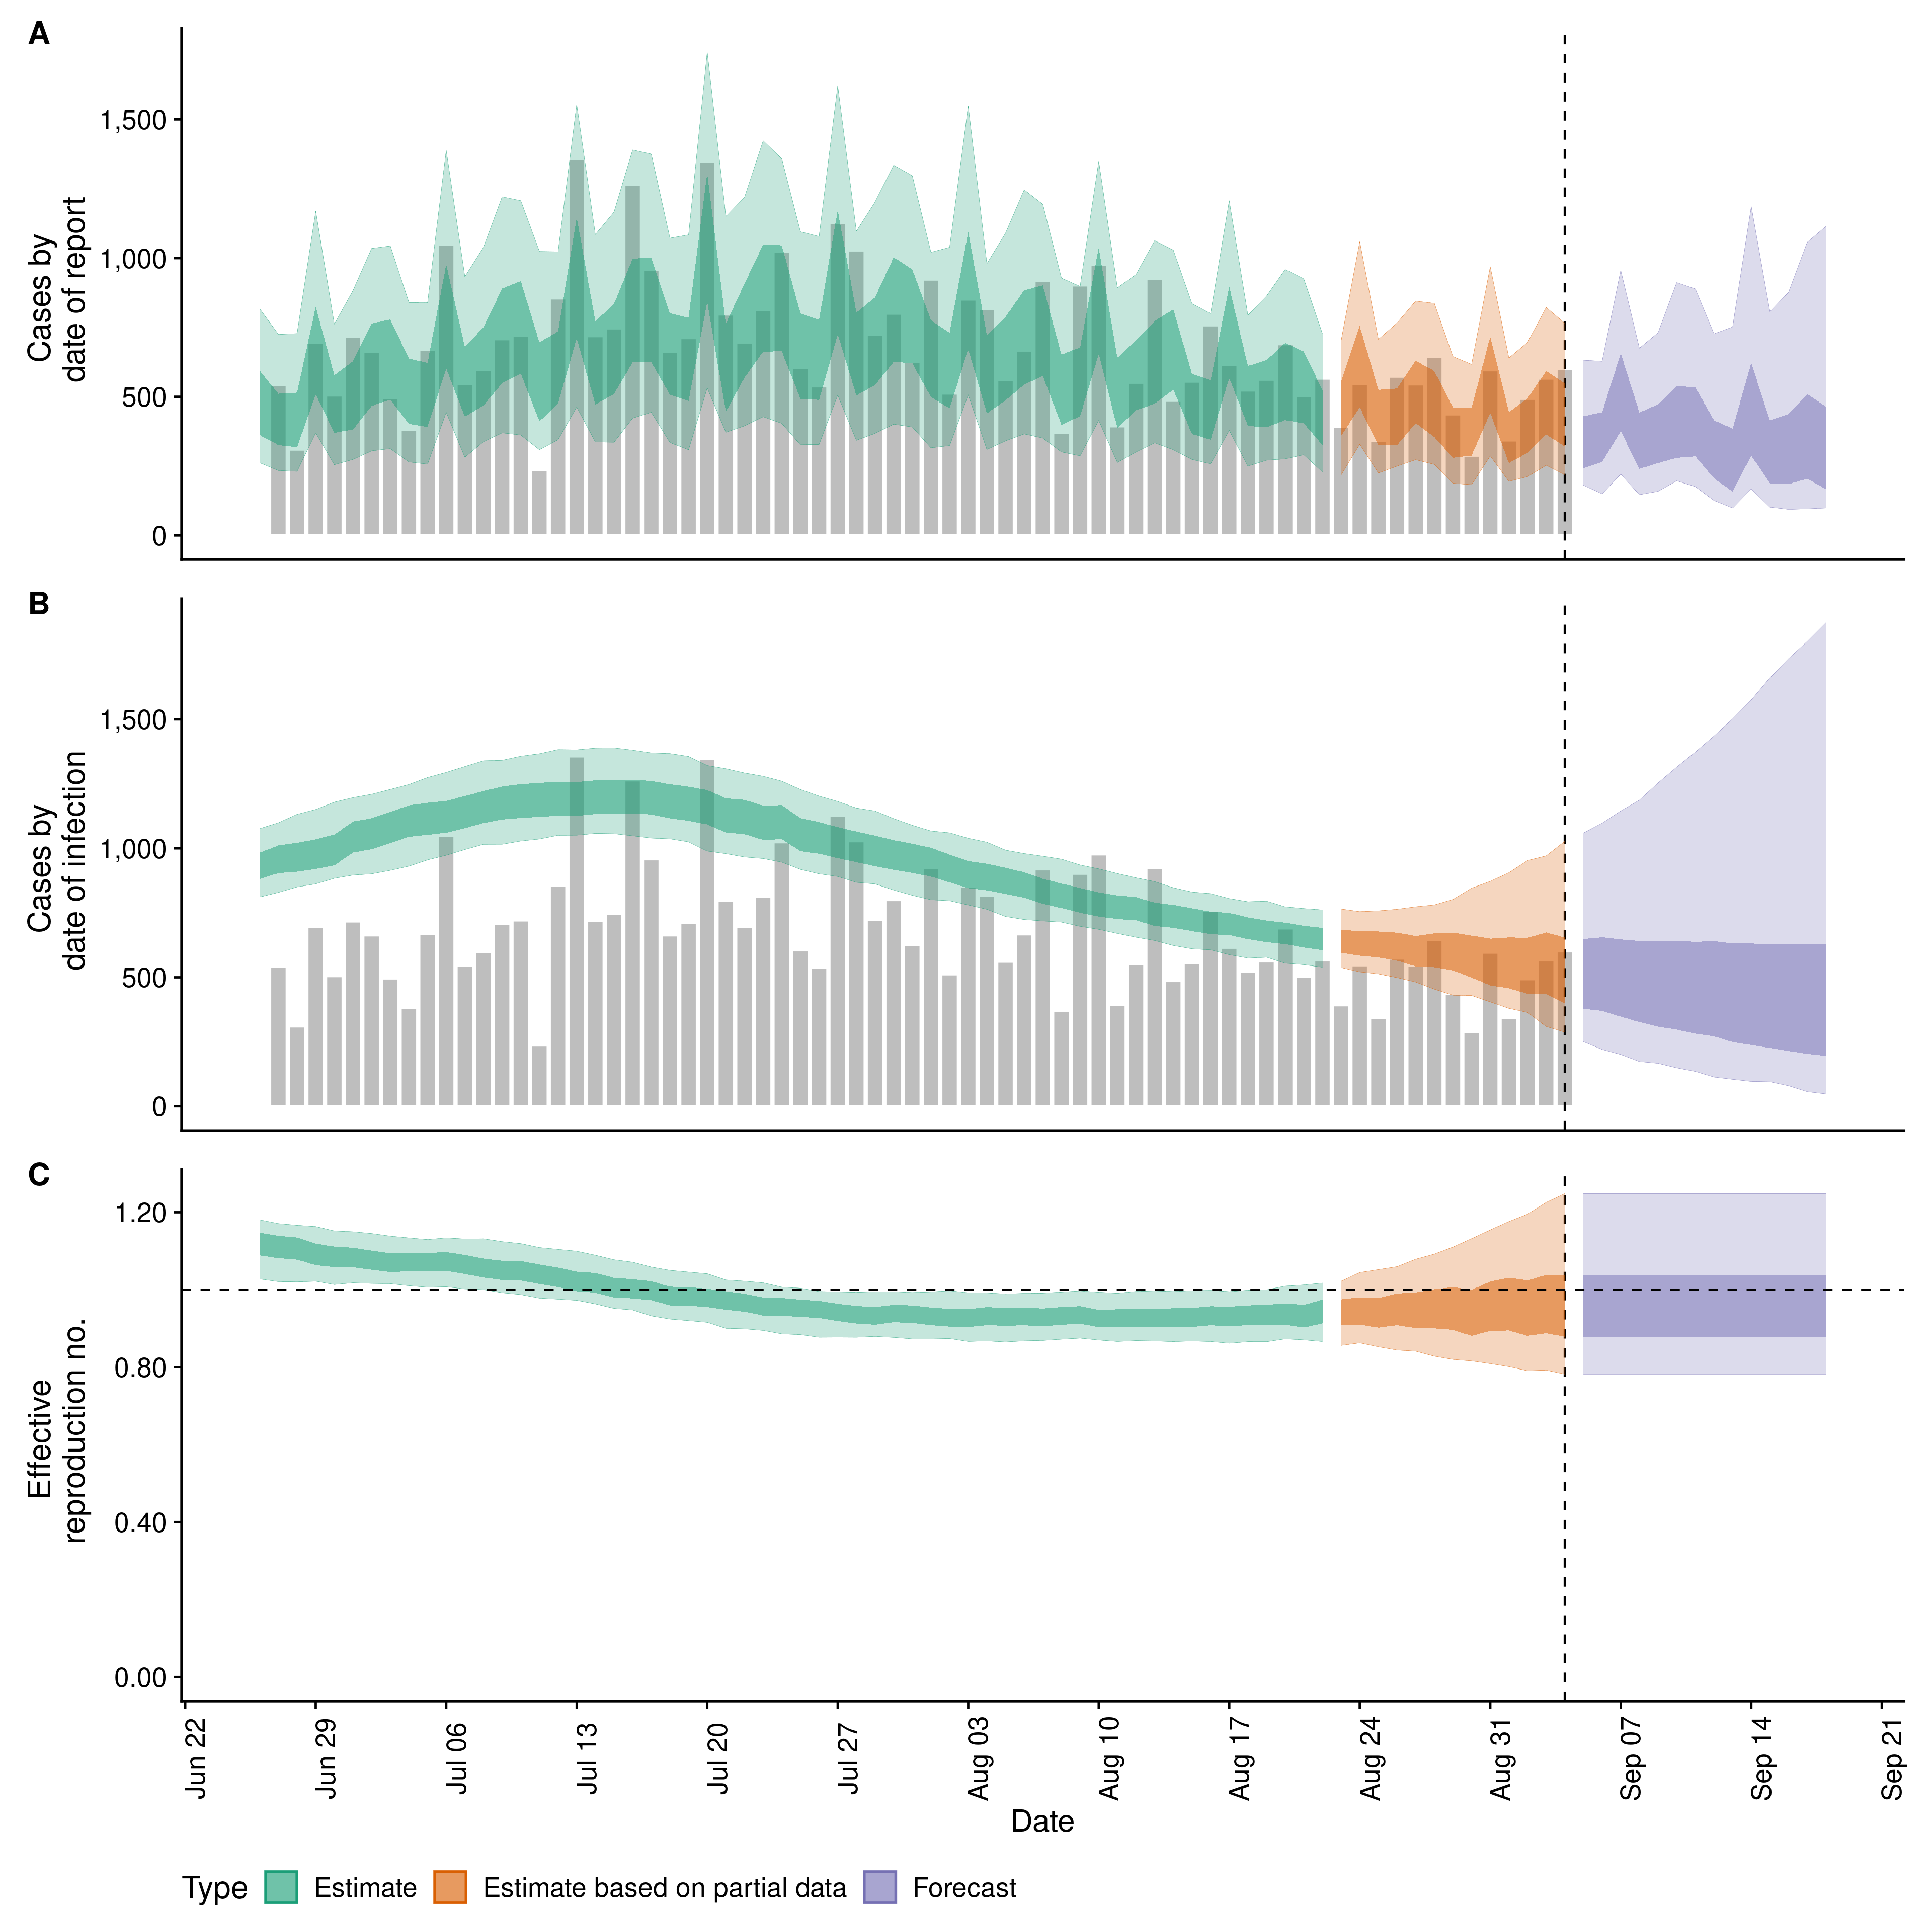 A
Cases by
date of report
1,500
1,000
500
0
B
Cases by
date of infection
1,500
1,000
500
0
C
Effective
reproduction no.
1.20
0.80
0.40
0.00
Jun 22
Jun 29
Jul 06
Jul 13
Jul 20
Jul 27
Aug 03
Aug 10
Aug 17
Aug 24
Aug 31
Sep 07
Sep 14
Sep 21
Date
Type Estimate Estimate based on partial data Forecast